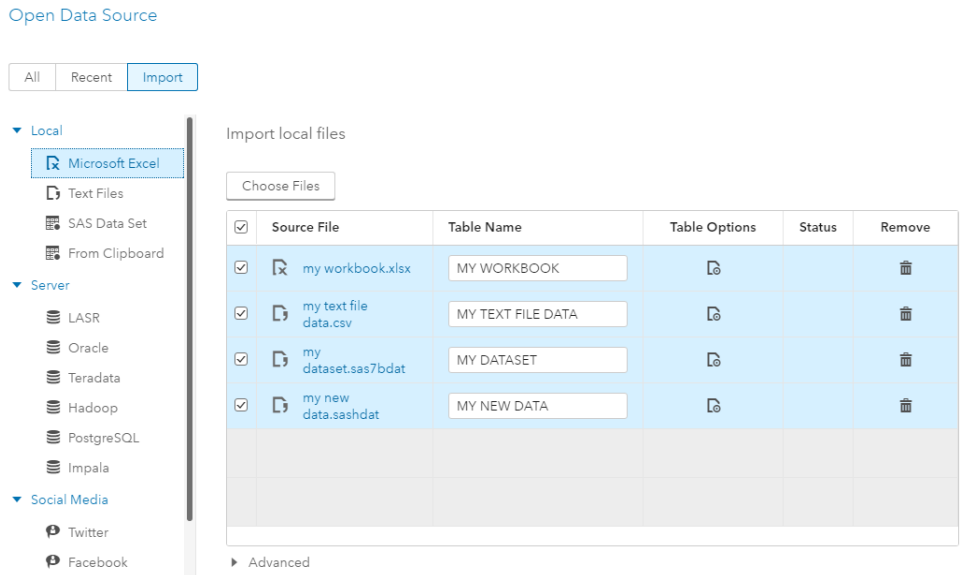 Open Data Source
All Recent Import
Local
Microsoft Excel
Text Files
SAS Data Set
From Clipboard
Server
LASR
Oracle
Teradata
Hadoop
PostgreSQL
Impala
Social Media
Twitter
Facebook
Import local files
Choose Files
Source File Table Name Table Options Status Remove
my workbook.xlsx MY WORKBOOK
my text file
data.csv MY TEXT FILE DATA
my
dataset.sas7bdat MY DATASET
my new
data.sashdat MY NEW DATA
Advanced